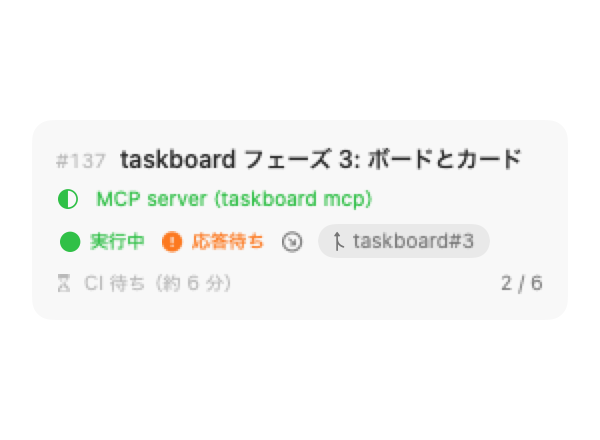 #137 taskboard フェーズ 3: ボードとカード
MCP server (taskboard mcp)
実行中 応答待ち taskboard#3
CI 待ち（約 6 分） 2 / 6